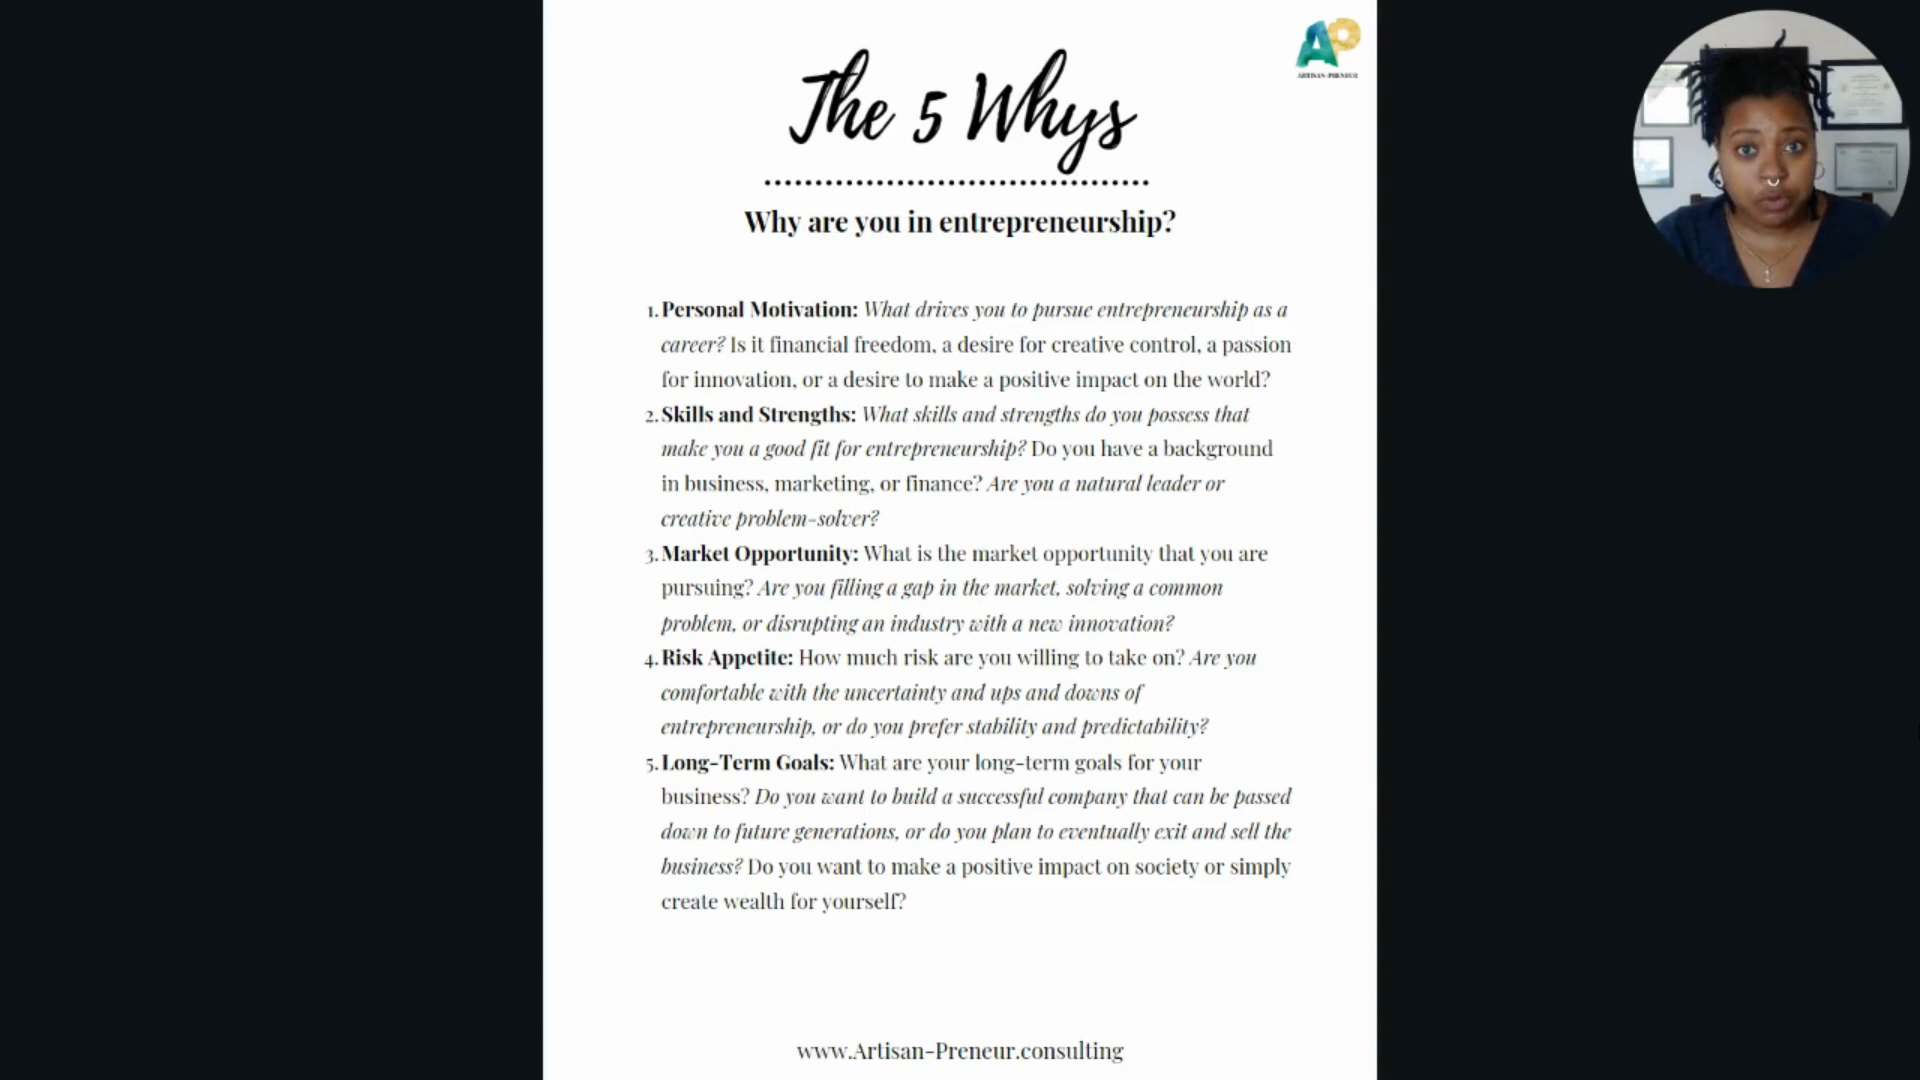 AP
ARTISAN-PRENEUR
The 5 Whys
Why are you in entrepreneurship?
1. Personal Motivation: What drives you to pursue entrepreneurship as a
career? Is it financial freedom, a desire for creative control, a passion
for innovation, or a desire to make a positive impact on the world?
2. Skills and Strengths: What skills and strengths do you possess that
make you a good fit for entrepreneurship? Do you have a background
in business, marketing, or finance? Are you a natural leader or
creative problem-solver?
3. Market Opportunity: What is the market opportunity that you are
pursuing? Are you filling a gap in the market, solving a common
problem, or disrupting an industry with a new innovation?
4. Risk Appetite: How much risk are you willing to take on? Are you
comfortable with the uncertainty and ups and downs of
entrepreneurship, or do you prefer stability and predictability?
5. Long-Term Goals: What are your long-term goals for your
business? Do you want to build a successful company that can be passed
down to future generations, or do you plan to eventually exit and sell the
business? Do you want to make a positive impact on society or simply
create wealth for yourself?
www.Artisan-Preneur.consulting